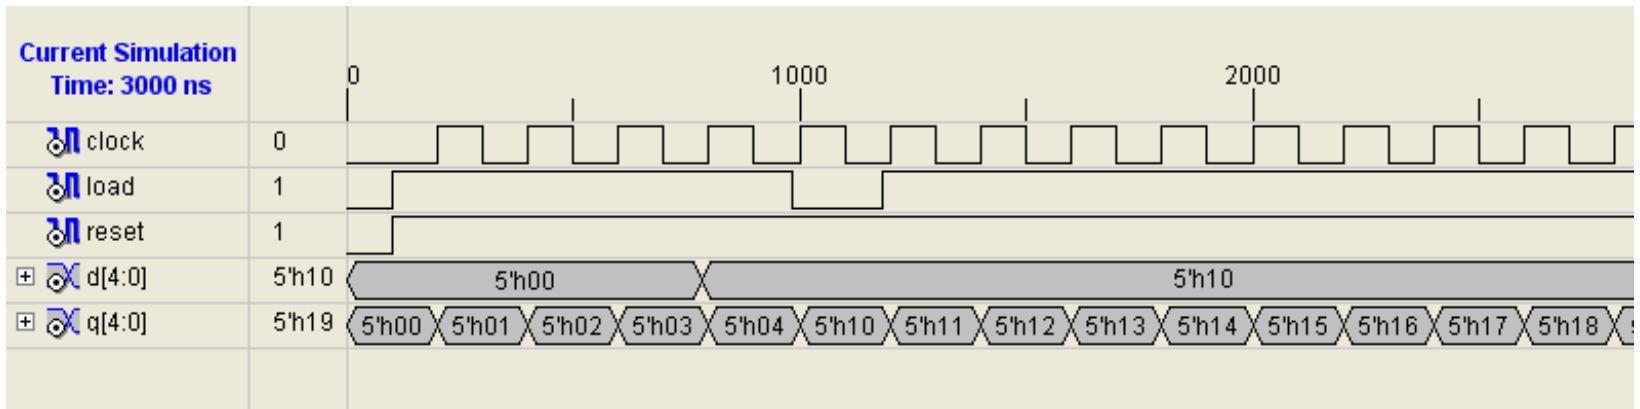 Current Simulation
Time: 3000 ns
0 1000 2000
clock 0
load 1
reset 1
d[4:0] 5'h10 5'h00 5'h10
q[4:0] 5'h19 5'h00 5'h01 5'h02 5'h03 5'h04 5'h10 5'h11 5'h12 5'h13 5'h14 5'h15 5'h16 5'h17 5'h18